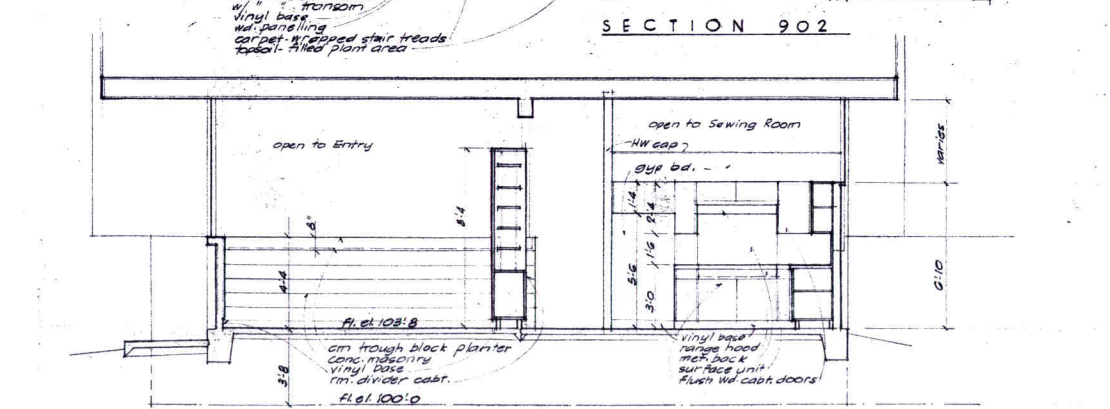 w/ " " transom
vinyl base
wd. panelling
carpet-wrapped stair treads
topsoil-filled plant area
SECTION 902
open to Entry
open to Sewing Room
HW cap
gyp bd.
varies
6'10
8'4
6"
4'4
1'4
2'4
1'6
5'6
3'0
fl. el. 103'8
cm trough block planter
conc. masonry
vinyl base
rm. divider cabt.
vinyl base
range hood
met. back
surface unit
flush wd. cabt. doors
3'8
fl. el. 100'0